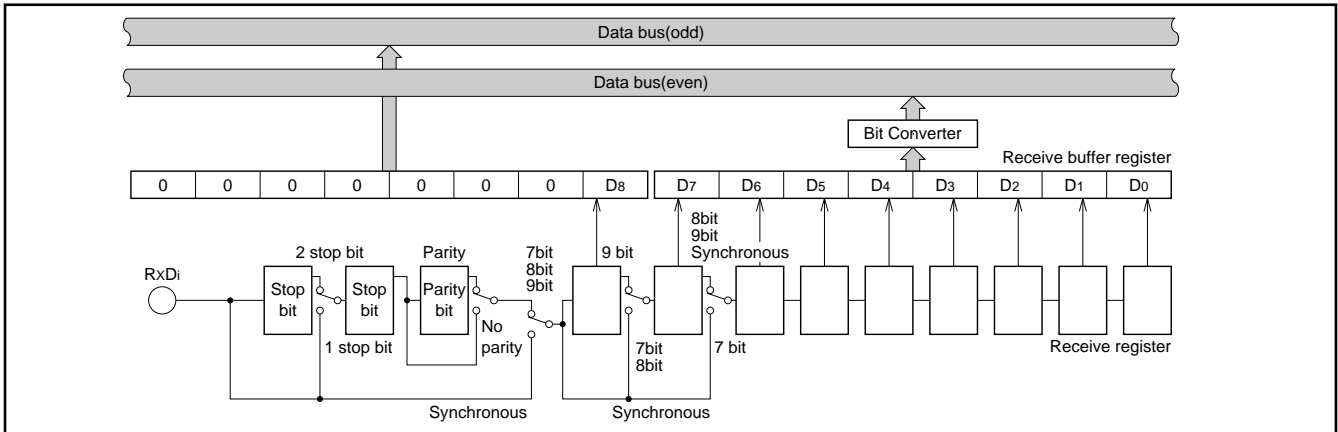 Data bus(odd)
Data bus(even)
Bit Converter
Receive buffer register
0 0 0 0 0 0 0 D8 D7 D6 D5 D4 D3 D2 D1 D0
8bit
9bit
Synchronous
2 stop bit
Parity
7bit
8bit
9bit
9 bit
RXDi
Stop
bit
Stop
bit
Parity
bit
1 stop bit
No
parity
7bit
8bit
7 bit
Receive register
Synchronous
Synchronous